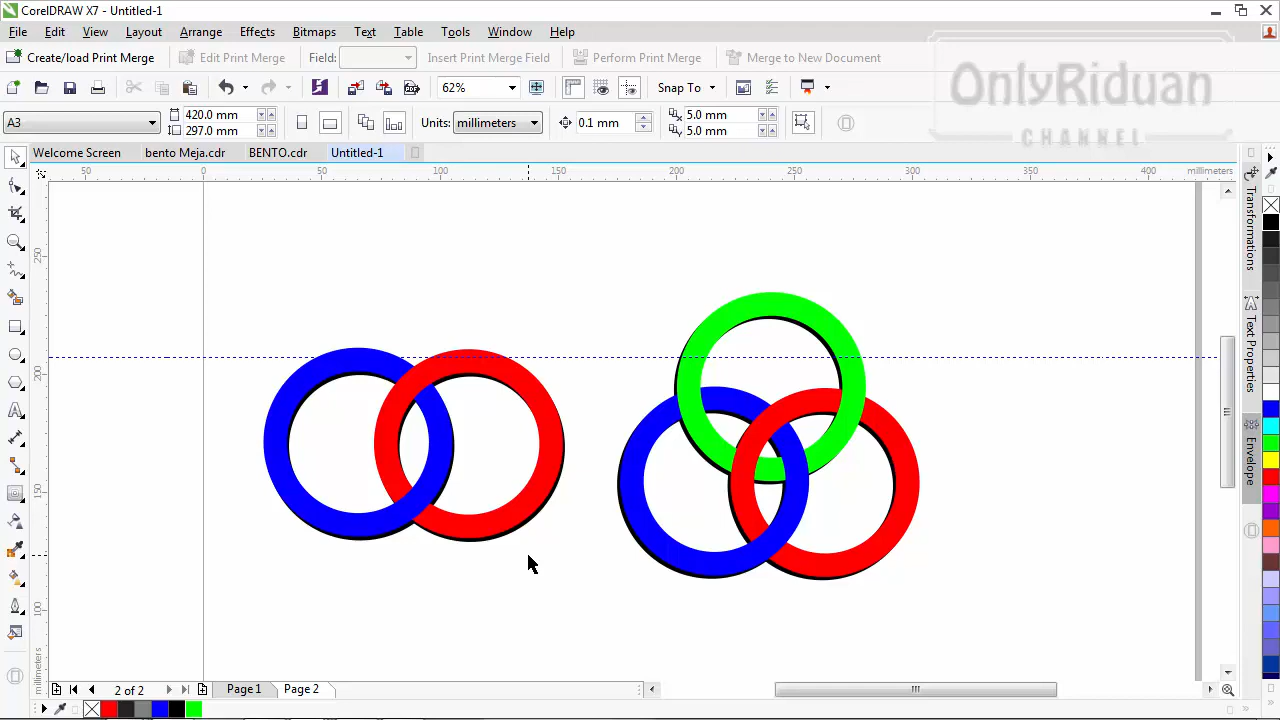 CorelDRAW X7 - Untitled-1
File Edit View Layout Arrange Effects Bitmaps Text Table Tools Window Help
Create/load Print Merge Edit Print Merge Field: Insert Print Merge Field Perform Print Merge Merge to New Document
OnlyRiduan
CHANNEL
62% Snap To
A3 420.0 mm 297.0 mm Units: millimeters 0.1 mm 5.0 mm 5.0 mm
Welcome Screen bento Meja.cdr BENTO.cdr Untitled-1
50 0 50 100 150 200 250 300 350 400 millimeters
250
200
150
100
millimeters
Transformations
Text Properties
Envelope
2 of 2 Page 1 Page 2